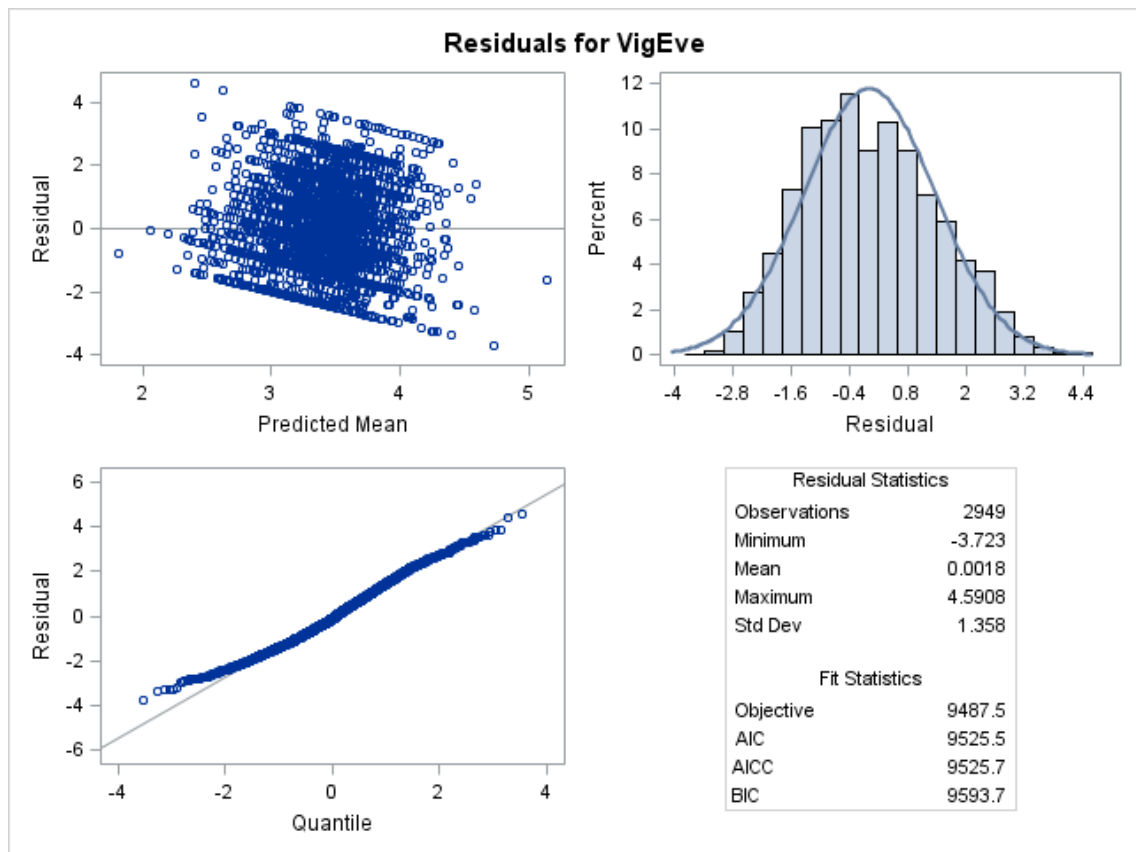 Residuals for VigEve
4
2
0
-2
-4
Residual
2
3
4
5
Predicted Mean
12
10
8
6
4
2
0
Percent
-4
-2.8
-1.6
-0.4
0.8
2
3.2
4.4
Residual
6
4
2
0
-2
-4
-6
Residual
-4
-2
0
2
4
Quantile
Residual Statistics
Observations 2949
Minimum -3.723
Mean 0.0018
Maximum 4.5908
Std Dev 1.358
Fit Statistics
Objective 9487.5
AIC 9525.5
AICC 9525.7
BIC 9593.7